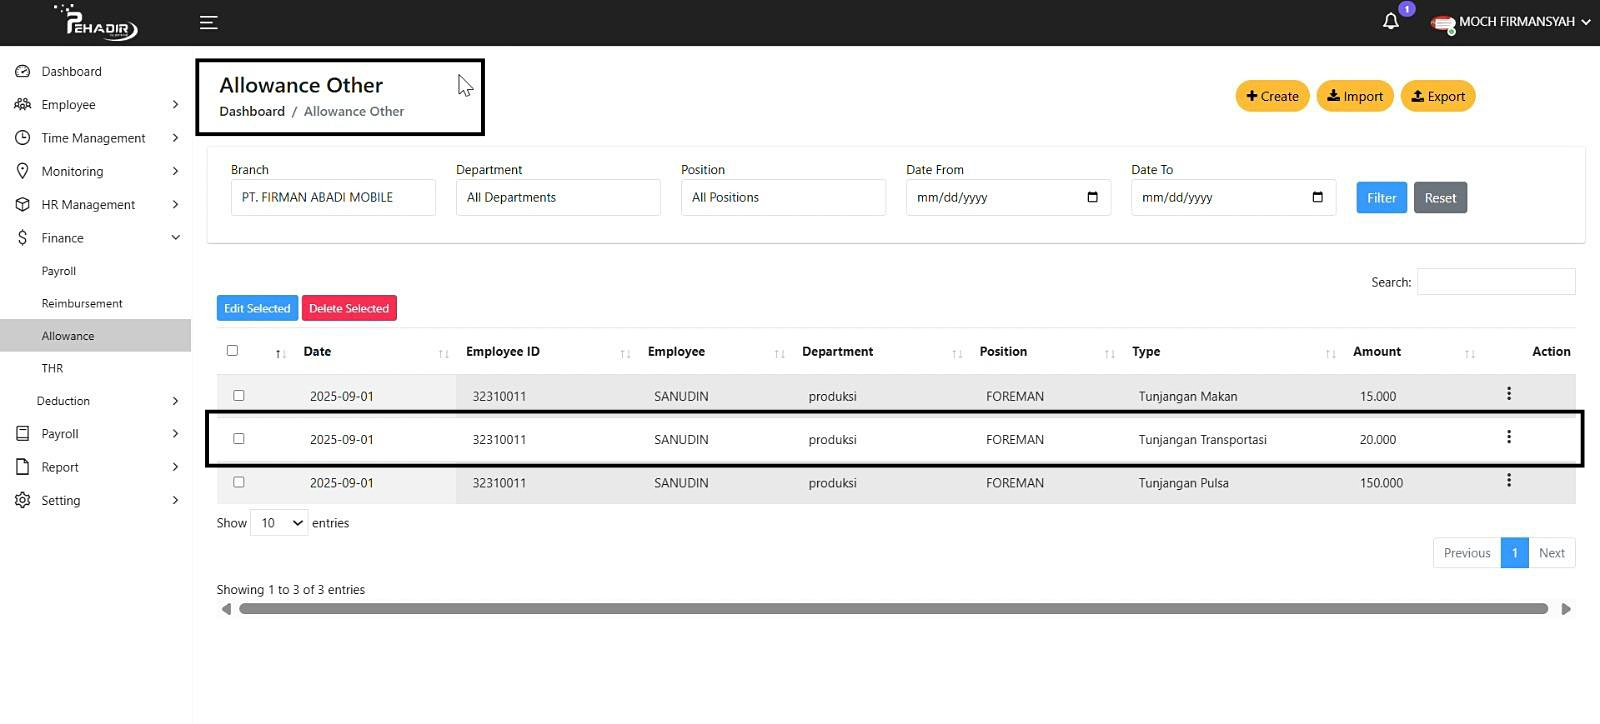 PEHADIR
1
MOCH FIRMANSYAH
Dashboard
Employee
Time Management
Monitoring
HR Management
Finance
Payroll
Reimbursement
Allowance
THR
Deduction
Payroll
Report
Setting
Allowance Other
Dashboard / Allowance Other
+ Create Import Export
Branch Department Position Date From Date To
PT. FIRMAN ABADI MOBILE All Departments All Positions mm/dd/yyyy mm/dd/yyyy Filter Reset
Search:
Edit Selected Delete Selected
Date Employee ID Employee Department Position Type Amount Action
2025-09-01 32310011 SANUDIN produksi FOREMAN Tunjangan Makan 15.000
2025-09-01 32310011 SANUDIN produksi FOREMAN Tunjangan Transportasi 20.000
2025-09-01 32310011 SANUDIN produksi FOREMAN Tunjangan Pulsa 150.000
Show 10 entries
Previous 1 Next
Showing 1 to 3 of 3 entries